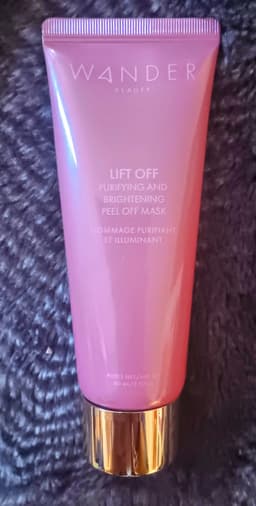 WANDER
BEAUTY
LIFT OFF
PURIFYING AND
BRIGHTENING
PEEL OFF MASK
GOMMAGE PURIFIANT
ET ILLUMINANT